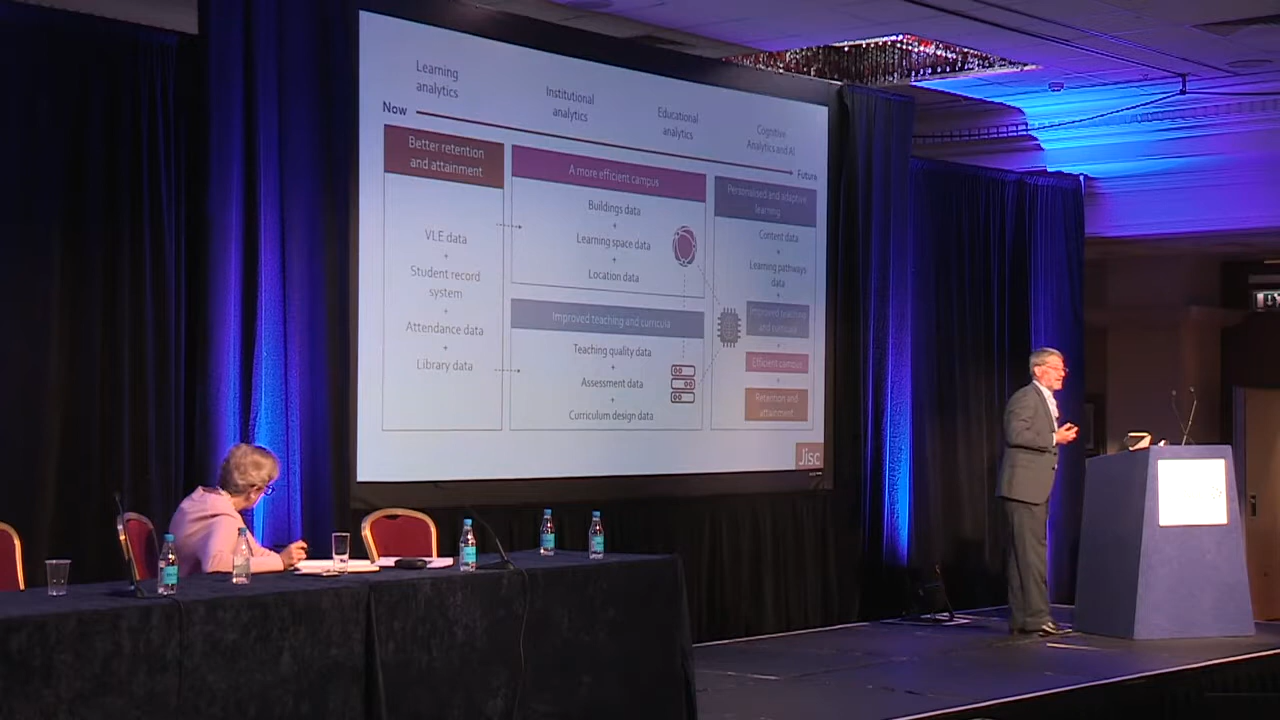 Learning
analytics
Institutional
analytics
Educational
analytics
Cognitive
Analytics and AI
Now
Future
Better retention
and attainment
VLE data
+
Student record
system
+
Attendance data
+
Library data
A more efficient campus
Buildings data
+
Learning space data
+
Location data
Improved teaching and curricula
Teaching quality data
+
Assessment data
+
Curriculum design data
Personalised and adaptive
learning
Content data
+
Learning pathways
data
+
Improved teaching
and curricula
+
Efficient campus
+
Retention and
attainment
Jisc